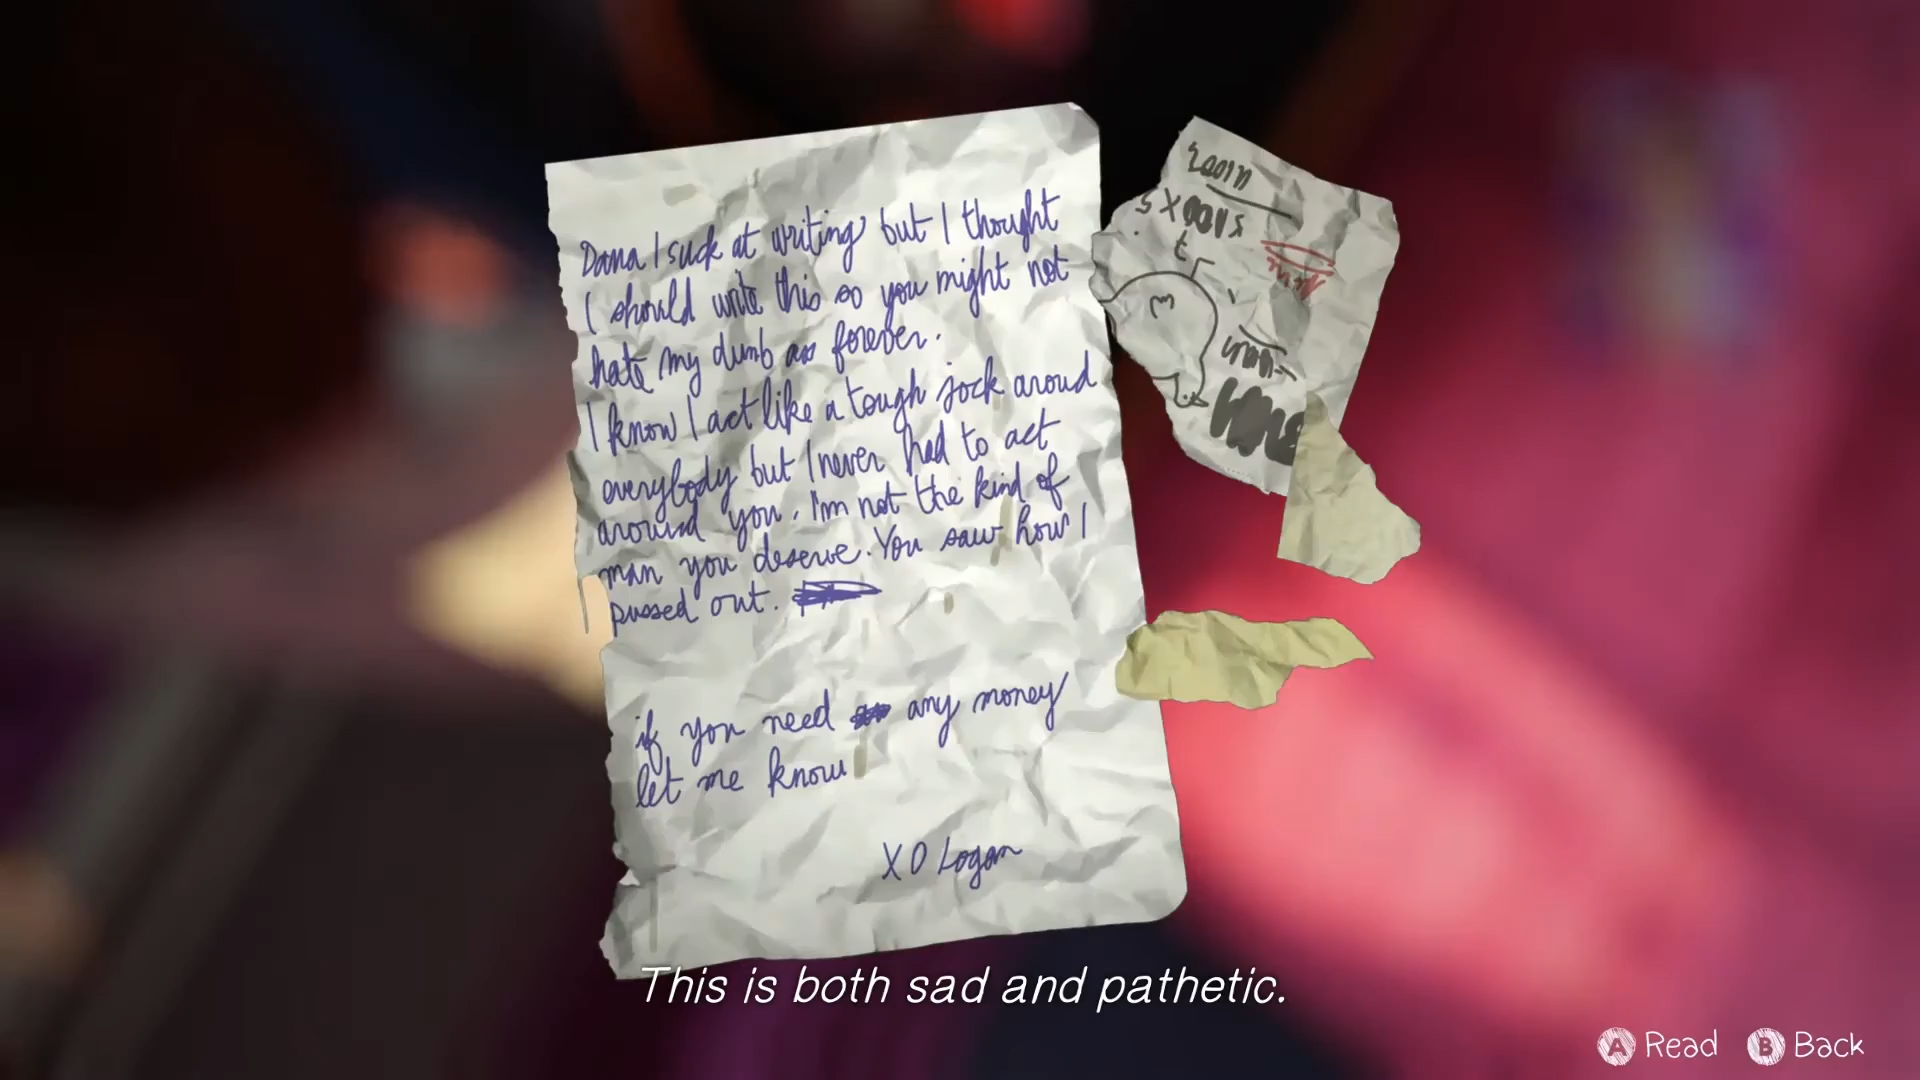 Dana I suck at writing but I thought
I should write this so you might not
hate my dumb ass forever.
I know I act like a tough jock aroud
everybody but I never had to act
around you. I'm not the kind of
man you deserve. You saw how I
pussed out.
if you need any money
let me know
XO Logan
This is both sad and pathetic.
A Read B Back